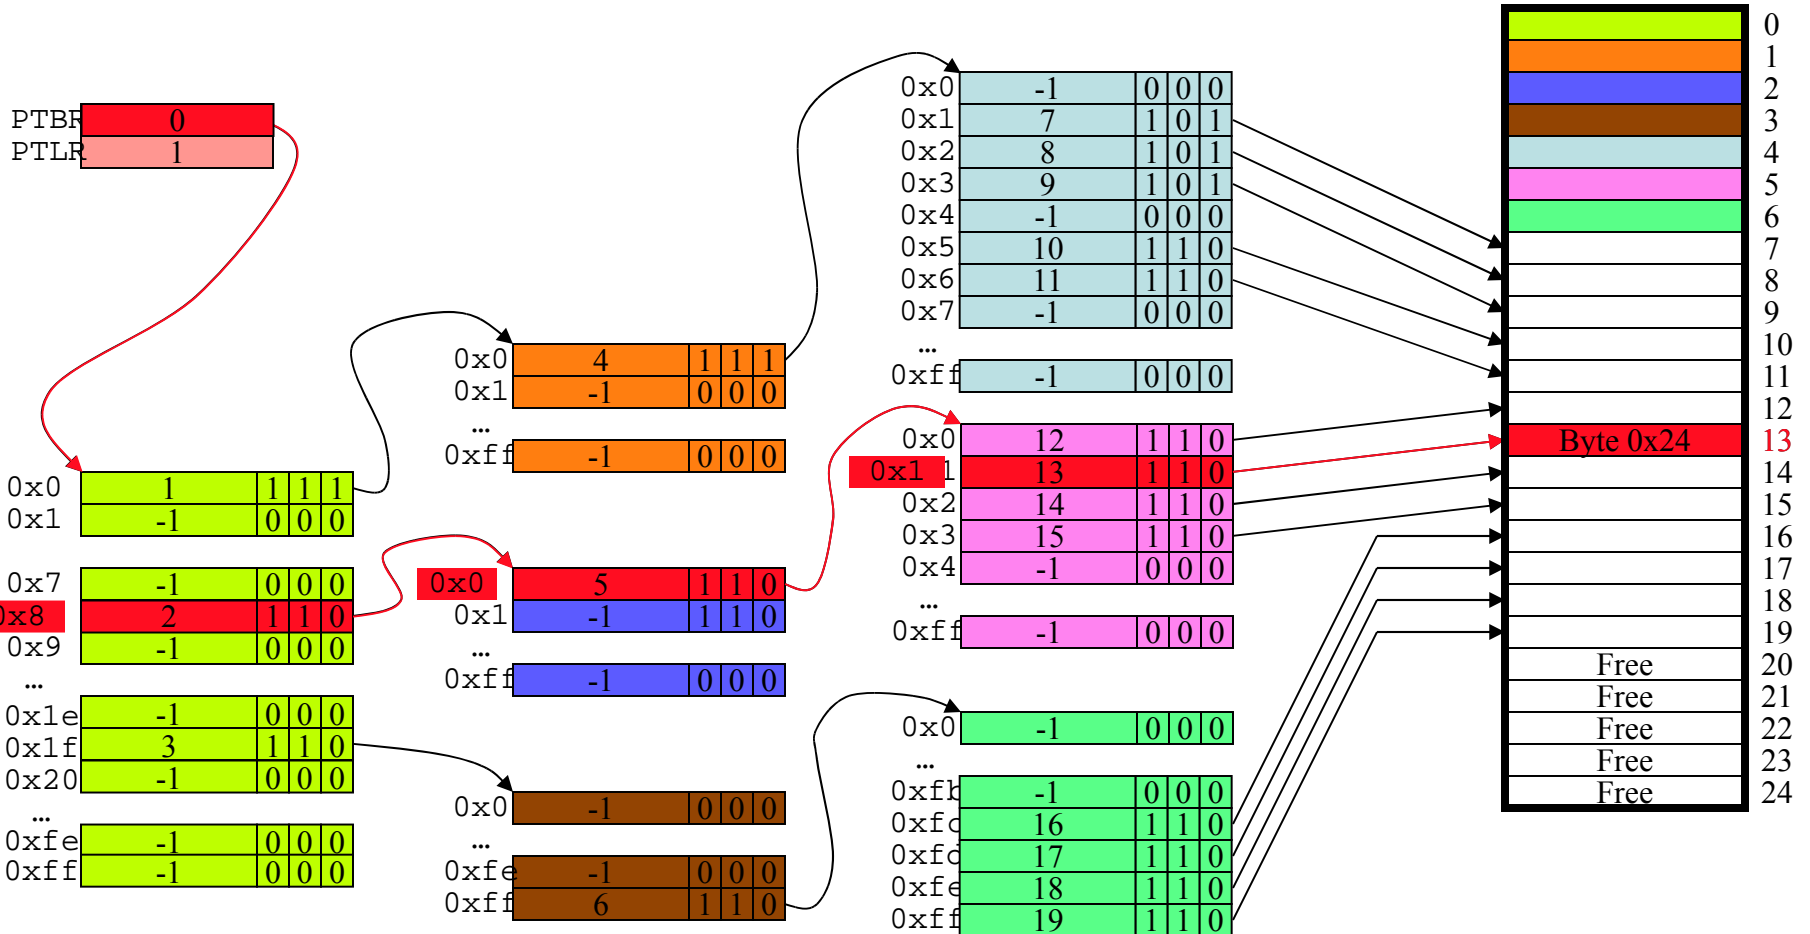 PTBR 0
PTLR 1
0x0 1 1 1 1
0x1 -1 0 0 0
0x7 -1 0 0 0
0x8 2 1 1 0
0x9 -1 0 0 0
...
0x1e -1 0 0 0
0x1f 3 1 1 0
0x20 -1 0 0 0
...
0xfe -1 0 0 0
0xff -1 0 0 0
0x0 4 1 1 1
0x1 -1 0 0 0
...
0xff -1 0 0 0
0x0 5 1 1 0
0x1 -1 1 1 0
...
0xff -1 0 0 0
0x0 -1 0 0 0
...
0xfe -1 0 0 0
0xff 6 1 1 0
0x0 -1 0 0 0
0x1 7 1 0 1
0x2 8 1 0 1
0x3 9 1 0 1
0x4 -1 0 0 0
0x5 10 1 1 0
0x6 11 1 1 0
0x7 -1 0 0 0
...
0xff -1 0 0 0
0x0 12 1 1 0
0x1 1 13 1 1 0
0x2 14 1 1 0
0x3 15 1 1 0
0x4 -1 0 0 0
...
0xff -1 0 0 0
0x0 -1 0 0 0
...
0xfb -1 0 0 0
0xfc 16 1 1 0
0xfd 17 1 1 0
0xfe 18 1 1 0
0xff 19 1 1 0
0
1
2
3
4
5
6
7
8
9
10
11
12
Byte 0x24 13
14
15
16
17
18
19
Free 20
Free 21
Free 22
Free 23
Free 24